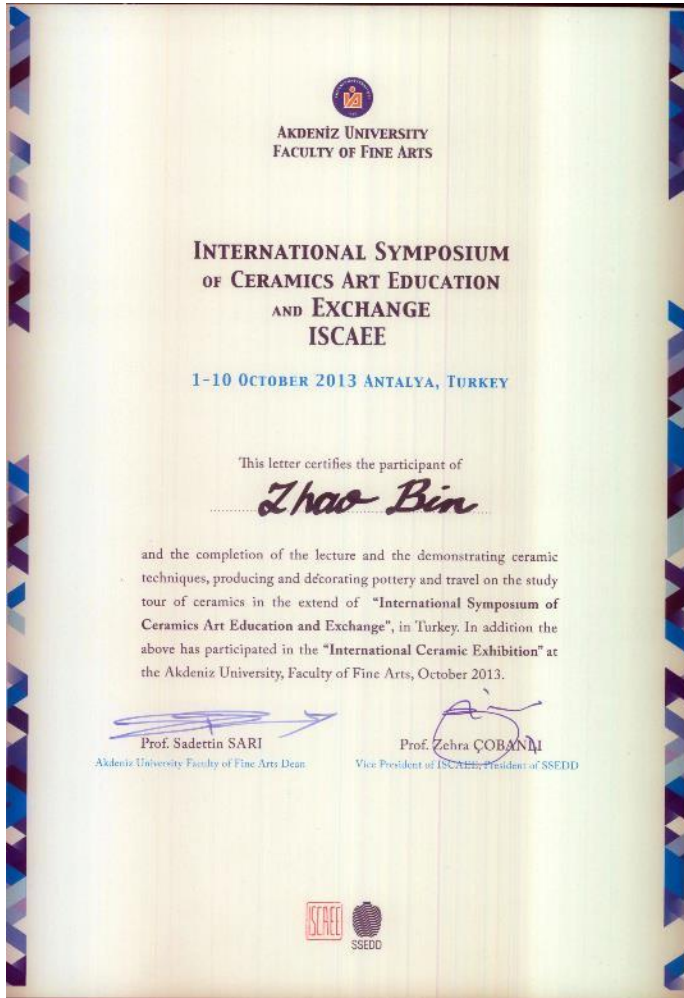 AKDENİZ UNIVERSITY
FACULTY OF FINE ARTS
INTERNATIONAL SYMPOSIUM
OF CERAMICS ART EDUCATION
AND EXCHANGE
ISCAEE
1-10 OCTOBER 2013 ANTALYA, TURKEY
This letter certifies the participant of
Zhao Bin
and the completion of the lecture and the demonstrating ceramic
techniques, producing and decorating pottery and travel on the study
tour of ceramics in the extend of "International Symposium of
Ceramics Art Education and Exchange", in Turkey. In addition the
above has participated in the "International Ceramic Exhibition" at
the Akdeniz University, Faculty of Fine Arts, October 2013.
Prof. Sadettin SARI
Akdeniz University Faculty of Fine Arts Dean
Prof. Zehra ÇOBANLI
Vice President of ISCAEE, President of SSEDD
ISCAEE
SSEDD